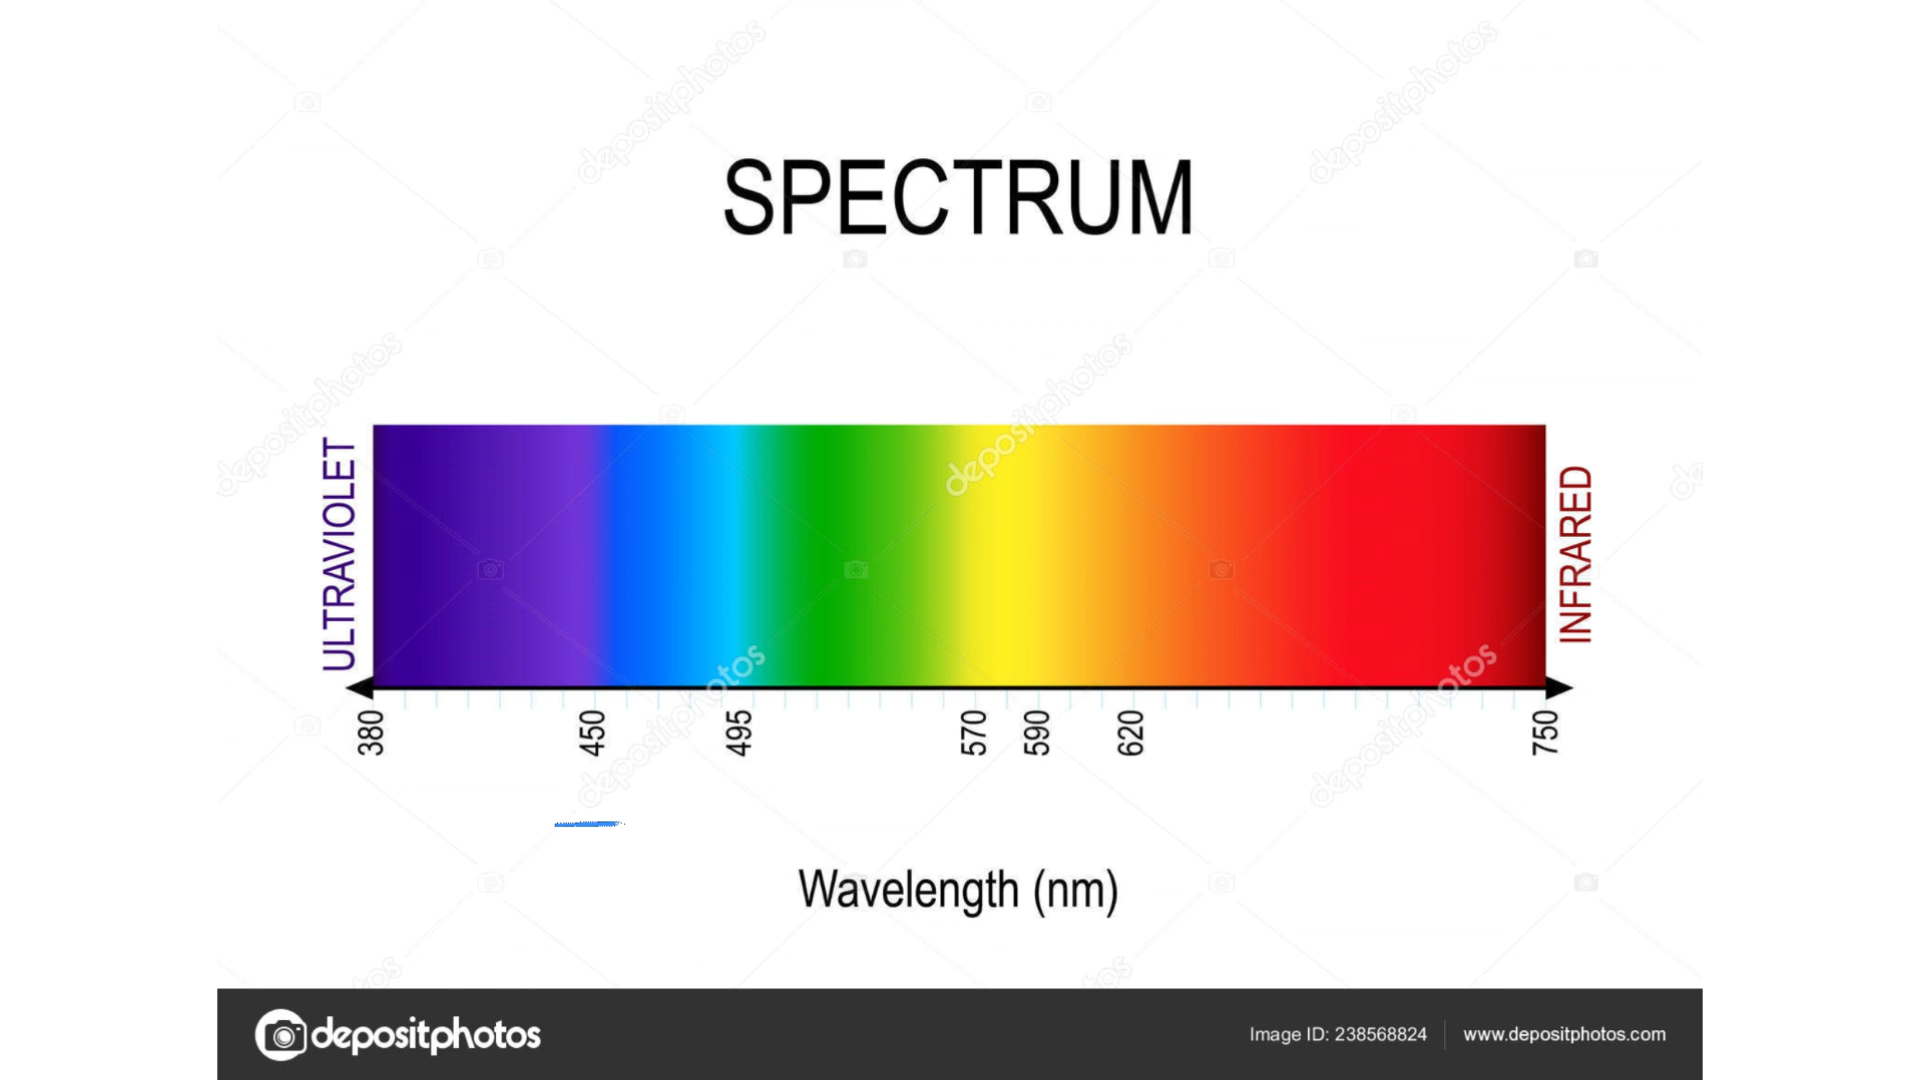 SPECTRUM
ULTRAVIOLET
INFRARED
380 450 495 570 590 620 750
Wavelength (nm)
depositphotos
Image ID: 238568824 www.depositphotos.com